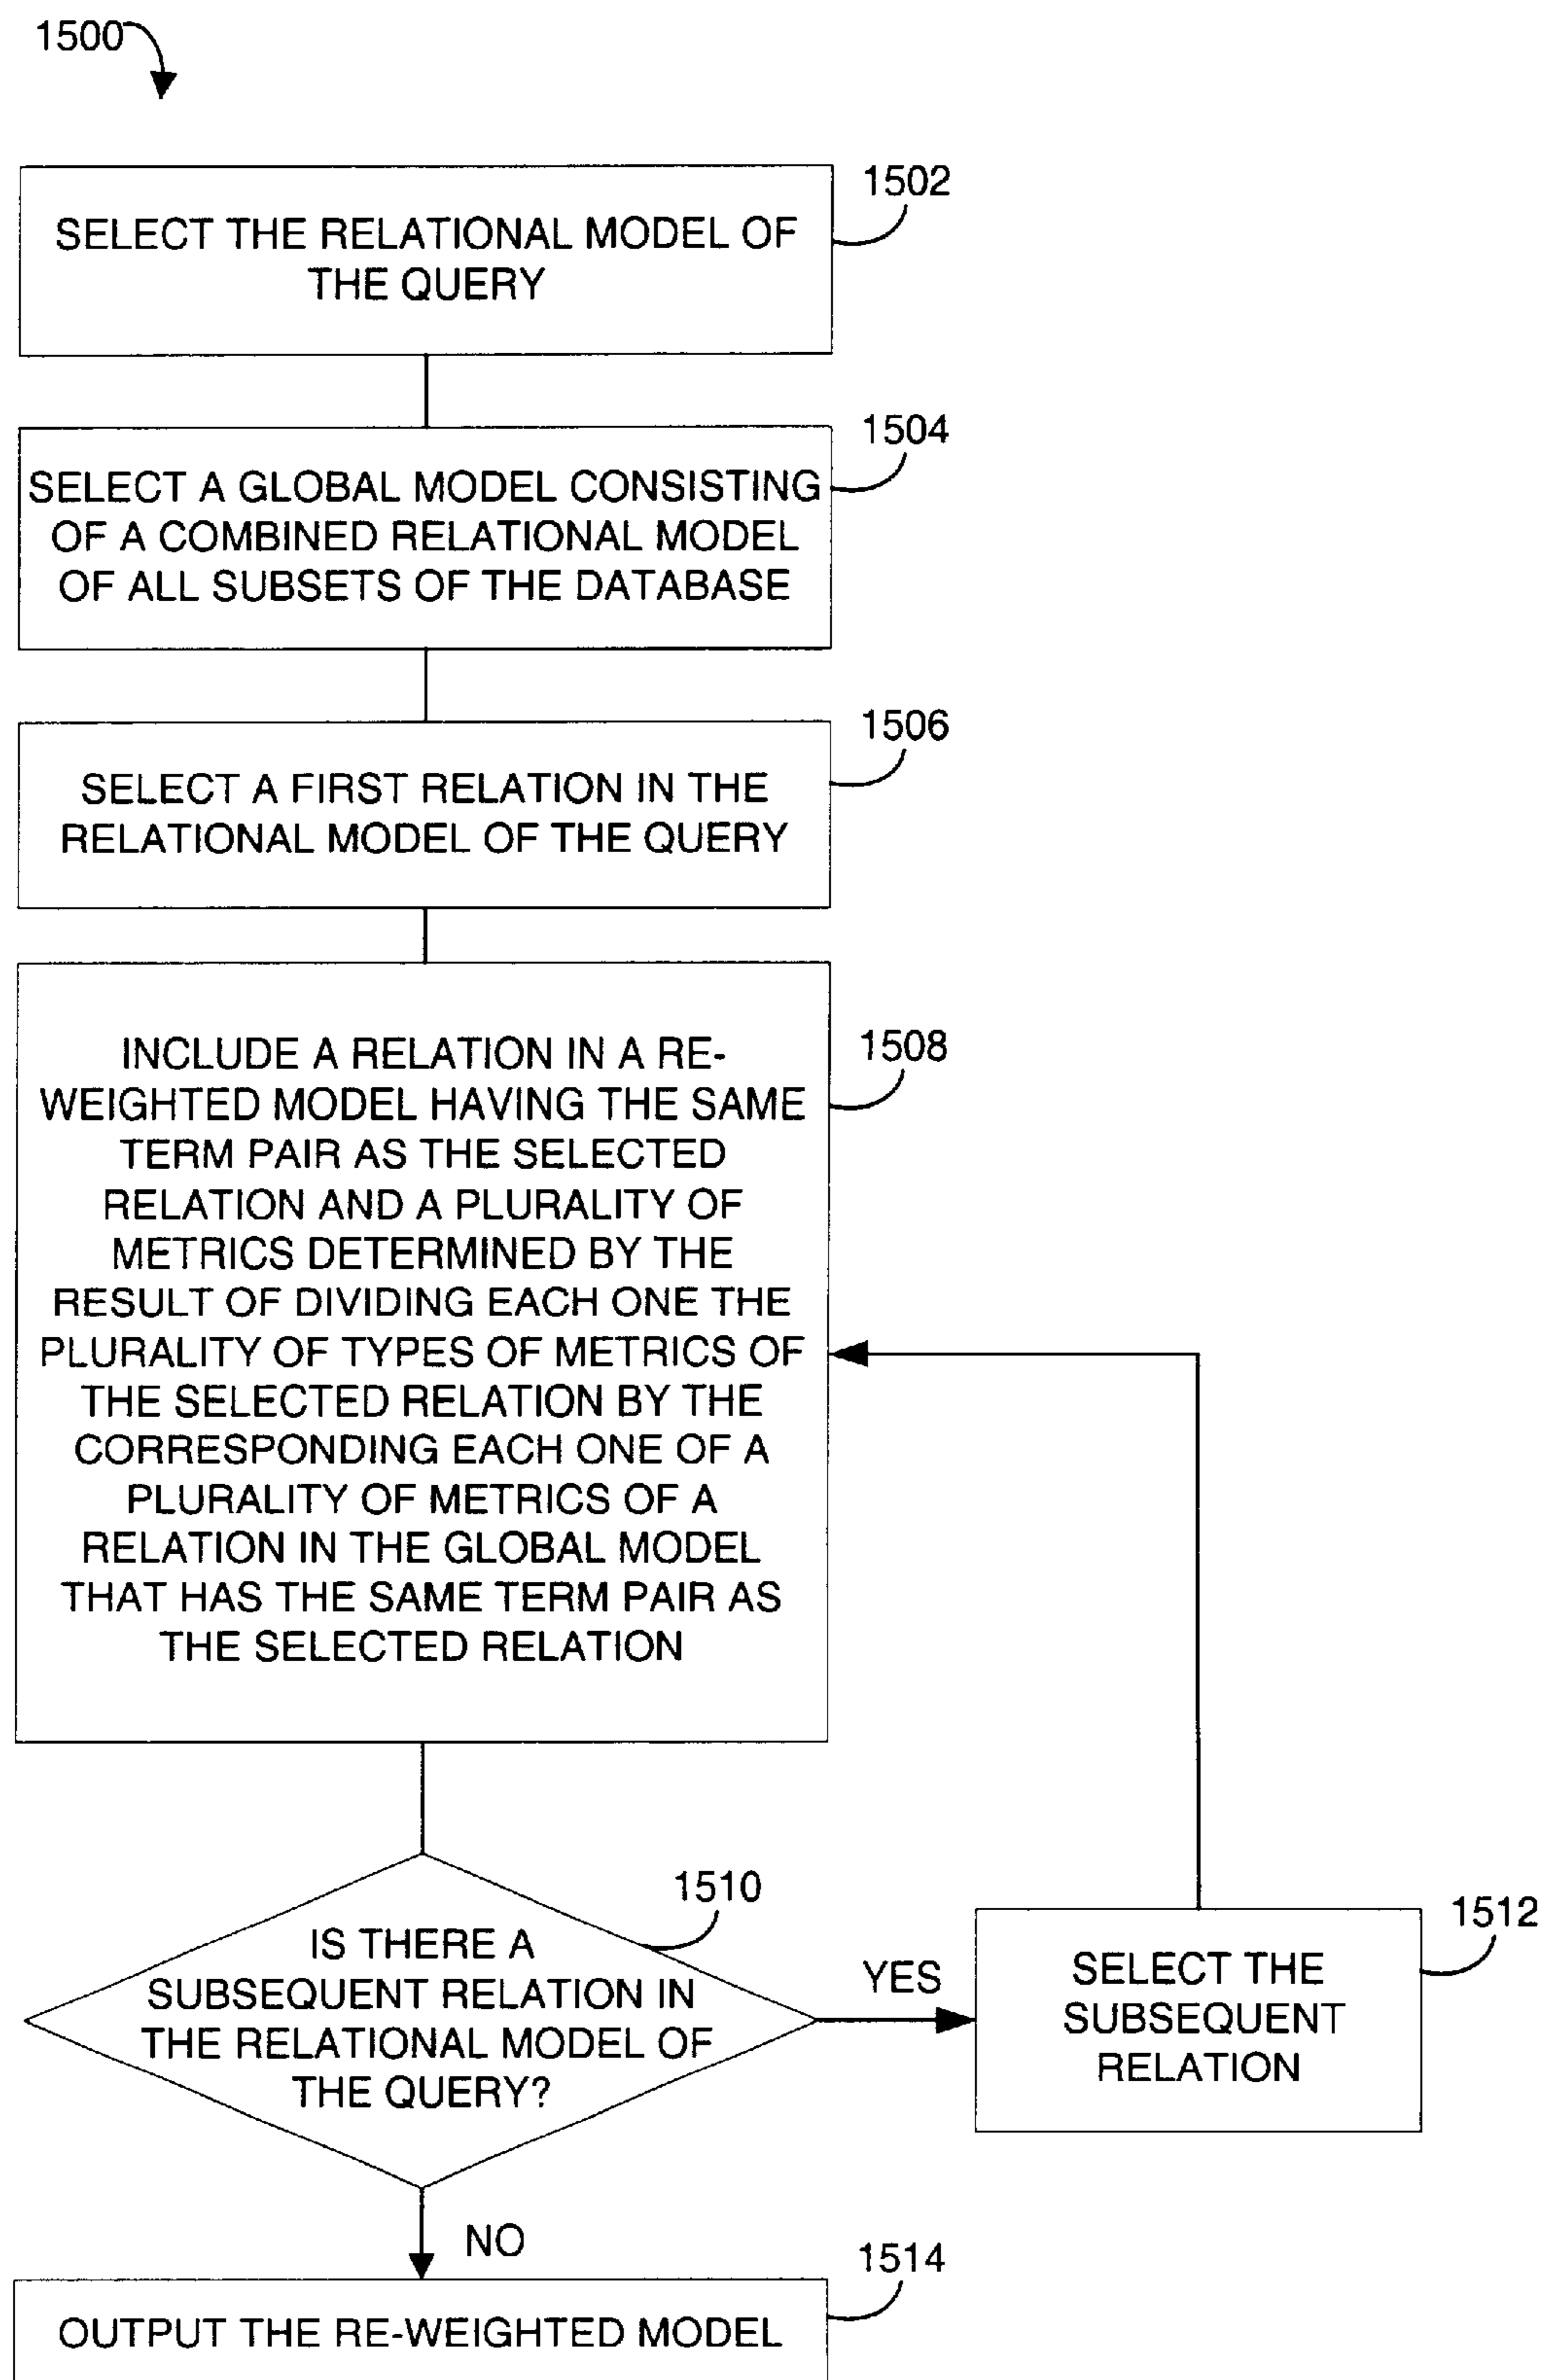 1500
1502
SELECT THE RELATIONAL MODEL OF
THE QUERY
1504
SELECT A GLOBAL MODEL CONSISTING
OF A COMBINED RELATIONAL MODEL
OF ALL SUBSETS OF THE DATABASE
1506
SELECT A FIRST RELATION IN THE
RELATIONAL MODEL OF THE QUERY
1508
INCLUDE A RELATION IN A RE-
WEIGHTED MODEL HAVING THE SAME
TERM PAIR AS THE SELECTED
RELATION AND A PLURALITY OF
METRICS DETERMINED BY THE
RESULT OF DIVIDING EACH ONE THE
PLURALITY OF TYPES OF METRICS OF
THE SELECTED RELATION BY THE
CORRESPONDING EACH ONE OF A
PLURALITY OF METRICS OF A
RELATION IN THE GLOBAL MODEL
THAT HAS THE SAME TERM PAIR AS
THE SELECTED RELATION
1510
IS THERE A
SUBSEQUENT RELATION IN
THE RELATIONAL MODEL OF
THE QUERY?
YES
1512
SELECT THE
SUBSEQUENT
RELATION
NO
1514
OUTPUT THE RE-WEIGHTED MODEL